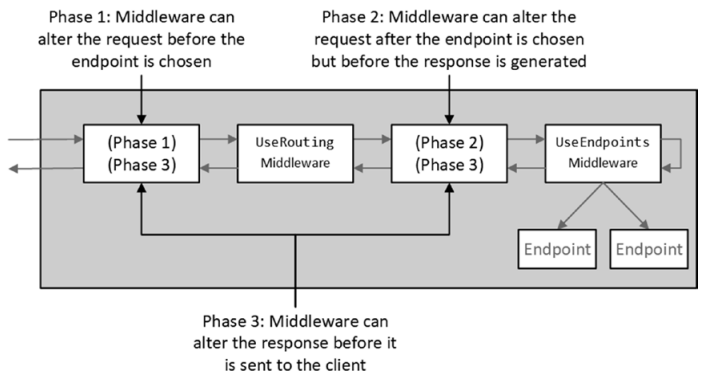 Phase 1: Middleware can
alter the request before the
endpoint is chosen
Phase 2: Middleware can alter the
request after the endpoint is chosen
but before the response is generated
(Phase 1)
(Phase 3)
UseRouting
Middleware
(Phase 2)
(Phase 3)
UseEndpoints
Middleware
Endpoint
Endpoint
Phase 3: Middleware can
alter the response before it
is sent to the client